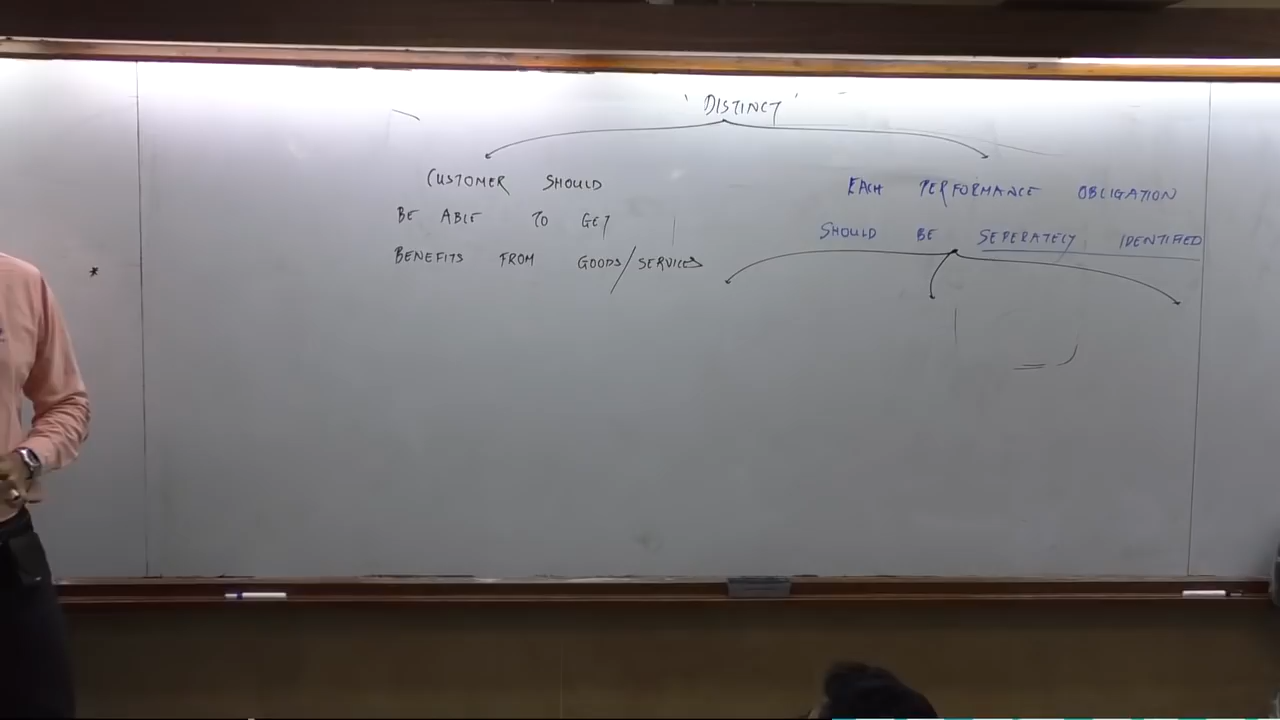 ' DISTINCT '
CUSTOMER SHOULD
BE ABLE TO GET
BENEFITS FROM GOODS/SERVICES
EACH PERFORMANCE OBLIGATION
SHOULD BE SEPERATELY IDENTIFIED
*